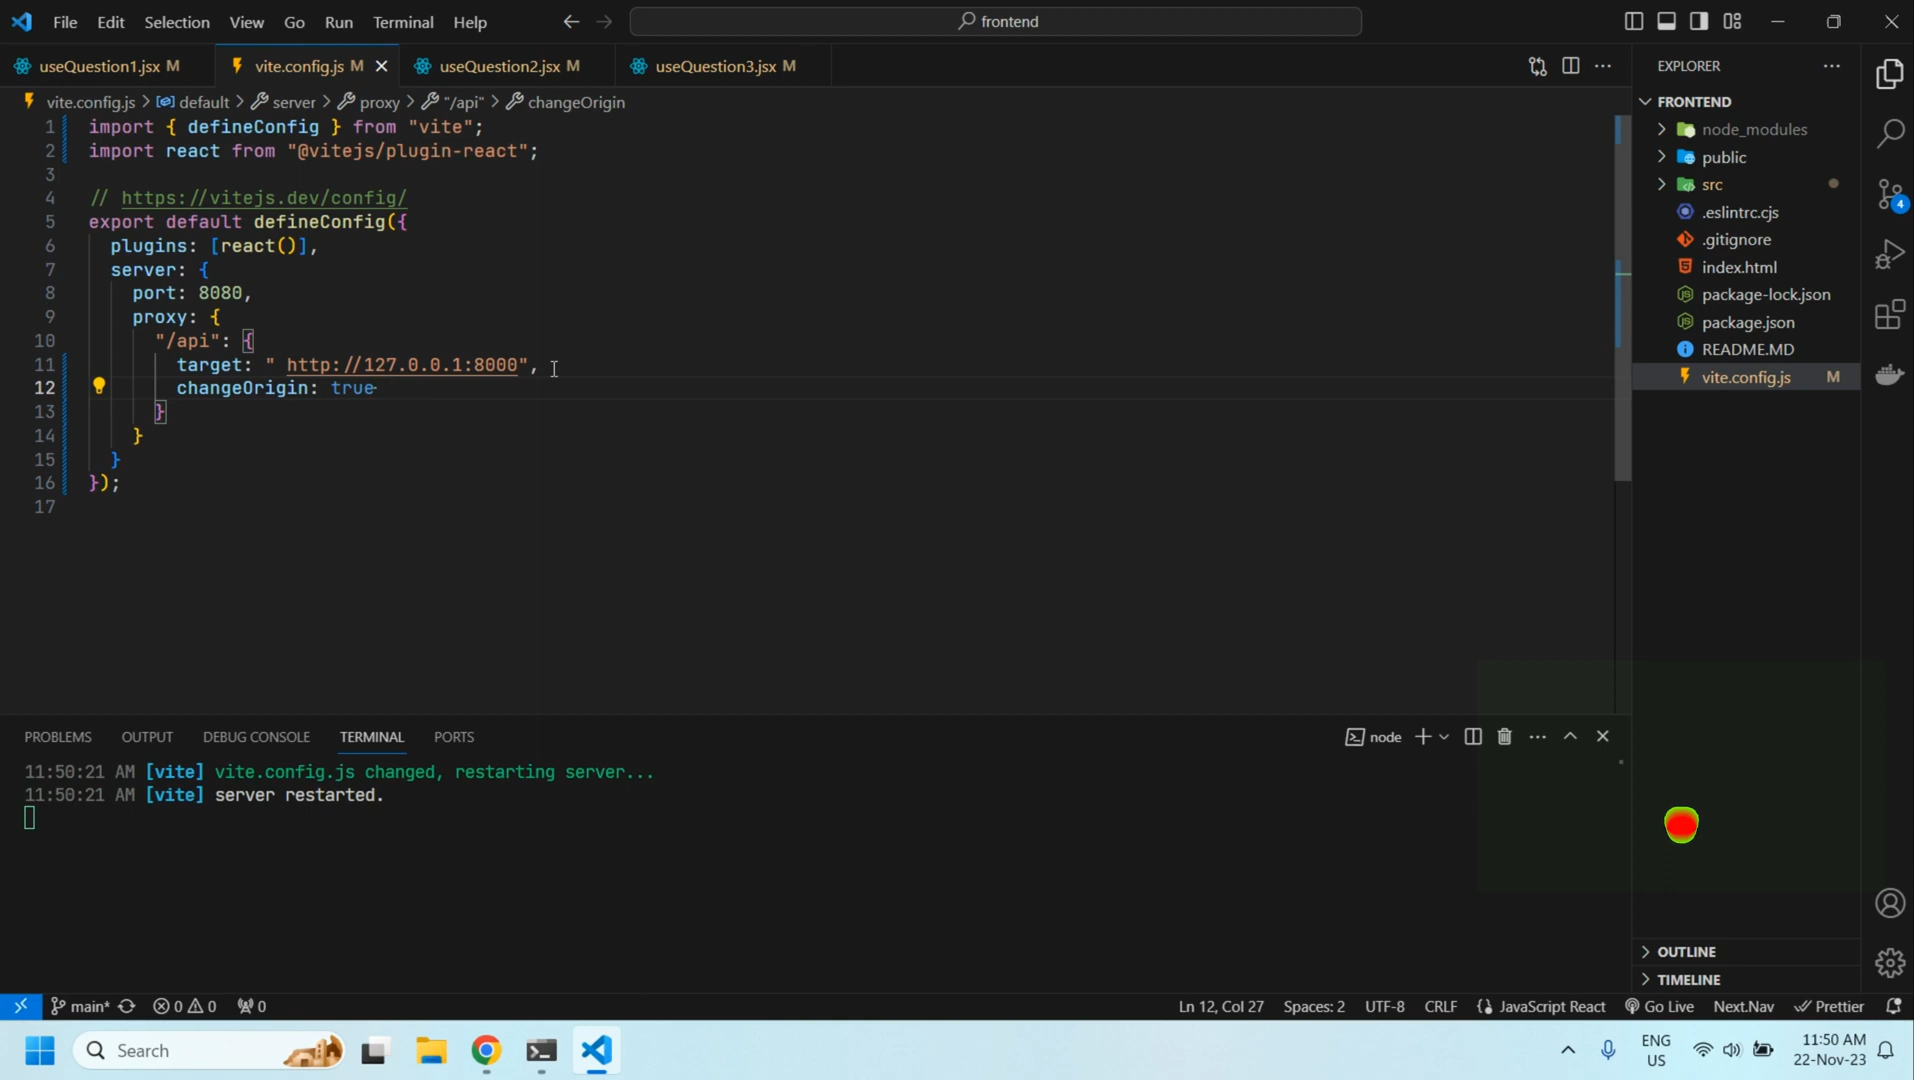 File Edit Selection View Go Run Terminal Help
frontend
useQuestion1.jsx M
vite.config.js M
useQuestion2.jsx M
useQuestion3.jsx M
vite.config.js > default > server > proxy > "/api" > changeOrigin
1 import { defineConfig } from "vite";
2 import react from "@vitejs/plugin-react";
3
4 // https://vitejs.dev/config/
5 export default defineConfig({
6 plugins: [react()],
7 server: {
8 port: 8080,
9 proxy: {
10 "/api": {
11 target: " http://127.0.0.1:8000",
12 changeOrigin: true
13 }
14 }
15 }
16 });
17
EXPLORER
FRONTEND
node_modules
public
src
.eslintrc.cjs
.gitignore
index.html
package-lock.json
package.json
README.MD
vite.config.js M
OUTLINE
TIMELINE
4
PROBLEMS OUTPUT DEBUG CONSOLE TERMINAL PORTS
node
11:50:21 AM [vite] vite.config.js changed, restarting server...
11:50:21 AM [vite] server restarted.
main* 0 0 0
Ln 12, Col 27 Spaces: 2 UTF-8 CRLF JavaScript React Go Live Next.Nav Prettier
Search
ENG
US
11:50 AM
22-Nov-23